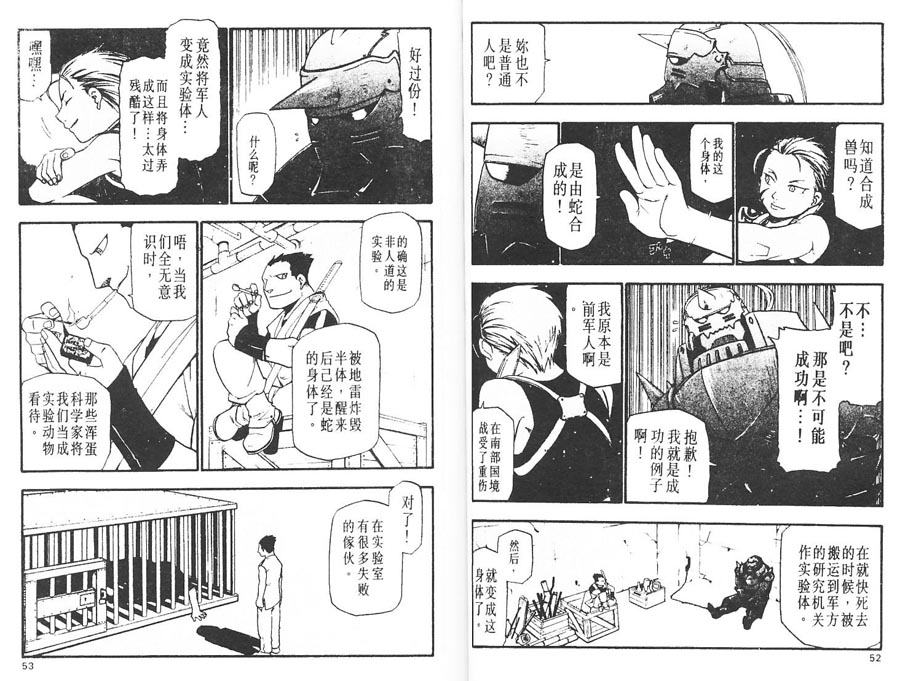 妳也不
是普通
人吧？
知道合成
兽吗？
我的这
个身体，
是由蛇合
成的！
不…
不是吧？
那是不可能
成功啊…！
抱歉！
我就是成
功的例子
啊！
我原本是
前军人啊
。
在南部国境
战受了重伤
在就快死去
的时候，被
搬运到军方
的研究机关
作实验体。
然后，
就变成这
身体了。
52
好过份！
什么呢？
竟然将军人
变成实验体…
而且将身体弄
成这样…太过
残酷了！
嘿嘿…
的确这是
非人道的
实验。
被地雷炸毁
半体，醒来
后已经是蛇
的身体了。
唔，当我
们全无意
识时，
那些浑蛋
科学家将
我们当成
实验动物
看待。
对了！
在实验室
有很多失败
的傢伙。
53